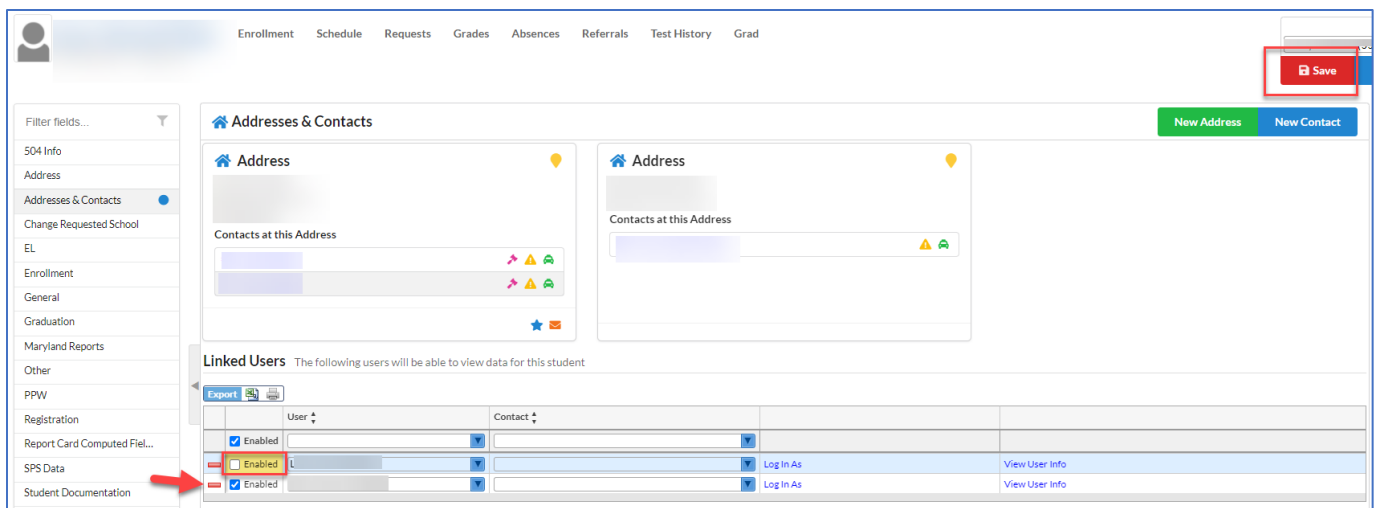 Enrollment Schedule Requests Grades Absences Referrals Test History Grad
Save
Filter fields...
504 Info
Address
Addresses & Contacts
Change Requested School
EL
Enrollment
General
Graduation
Maryland Reports
Other
PPW
Registration
Report Card Computed Fiel...
SPS Data
Student Documentation
Addresses & Contacts
New Address New Contact
Address
Contacts at this Address
Address
Contacts at this Address
Linked Users The following users will be able to view data for this student
Export
User Contact
Enabled
Enabled L Log In As View User Info
Enabled Log In As View User Info